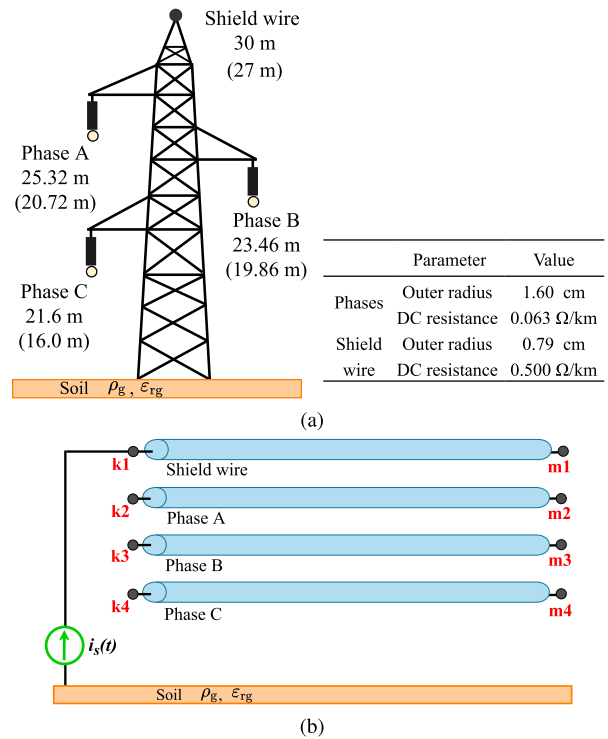 Shield wire
30 m
(27 m)
Phase A
25.32 m
(20.72 m)
Phase B
23.46 m
(19.86 m)
Phase C
21.6 m
(16.0 m)
Soil ρg , εrg
Parameter Value
Phases Outer radius 1.60 cm
DC resistance 0.063 Ω/km
Shield wire Outer radius 0.79 cm
DC resistance 0.500 Ω/km
(a)
k1 Shield wire m1
k2 Phase A m2
k3 Phase B m3
k4 Phase C m4
is(t)
Soil ρg, εrg
(b)